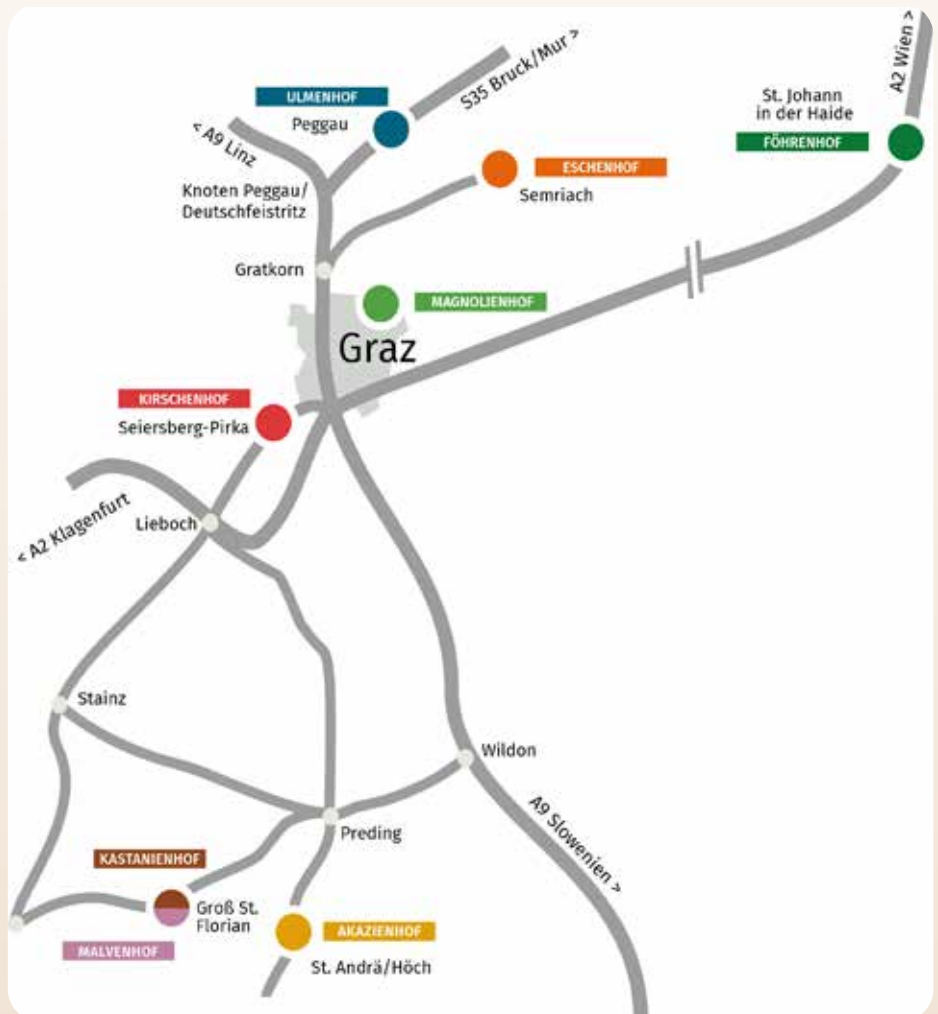 A2 Wien >
S35 Bruck/Mur >
ULMENHOF
Peggau
< A9 Linz
St. Johann
in der Haide
FÖHRENHOF
ESCHENHOF
Semriach
Knoten Peggau/
Deutschfeistritz
Gratkorn
MAGNOLIENHOF
Graz
KIRSCHENHOF
Seiersberg-Pirka
< A2 Klagenfurt
Lieboch
Stainz
Wildon
A9 Slowenien >
Preding
KASTANIENHOF
Groß St.
Florian
MALVENHOF
AKAZIENHOF
St. Andrä/Höch